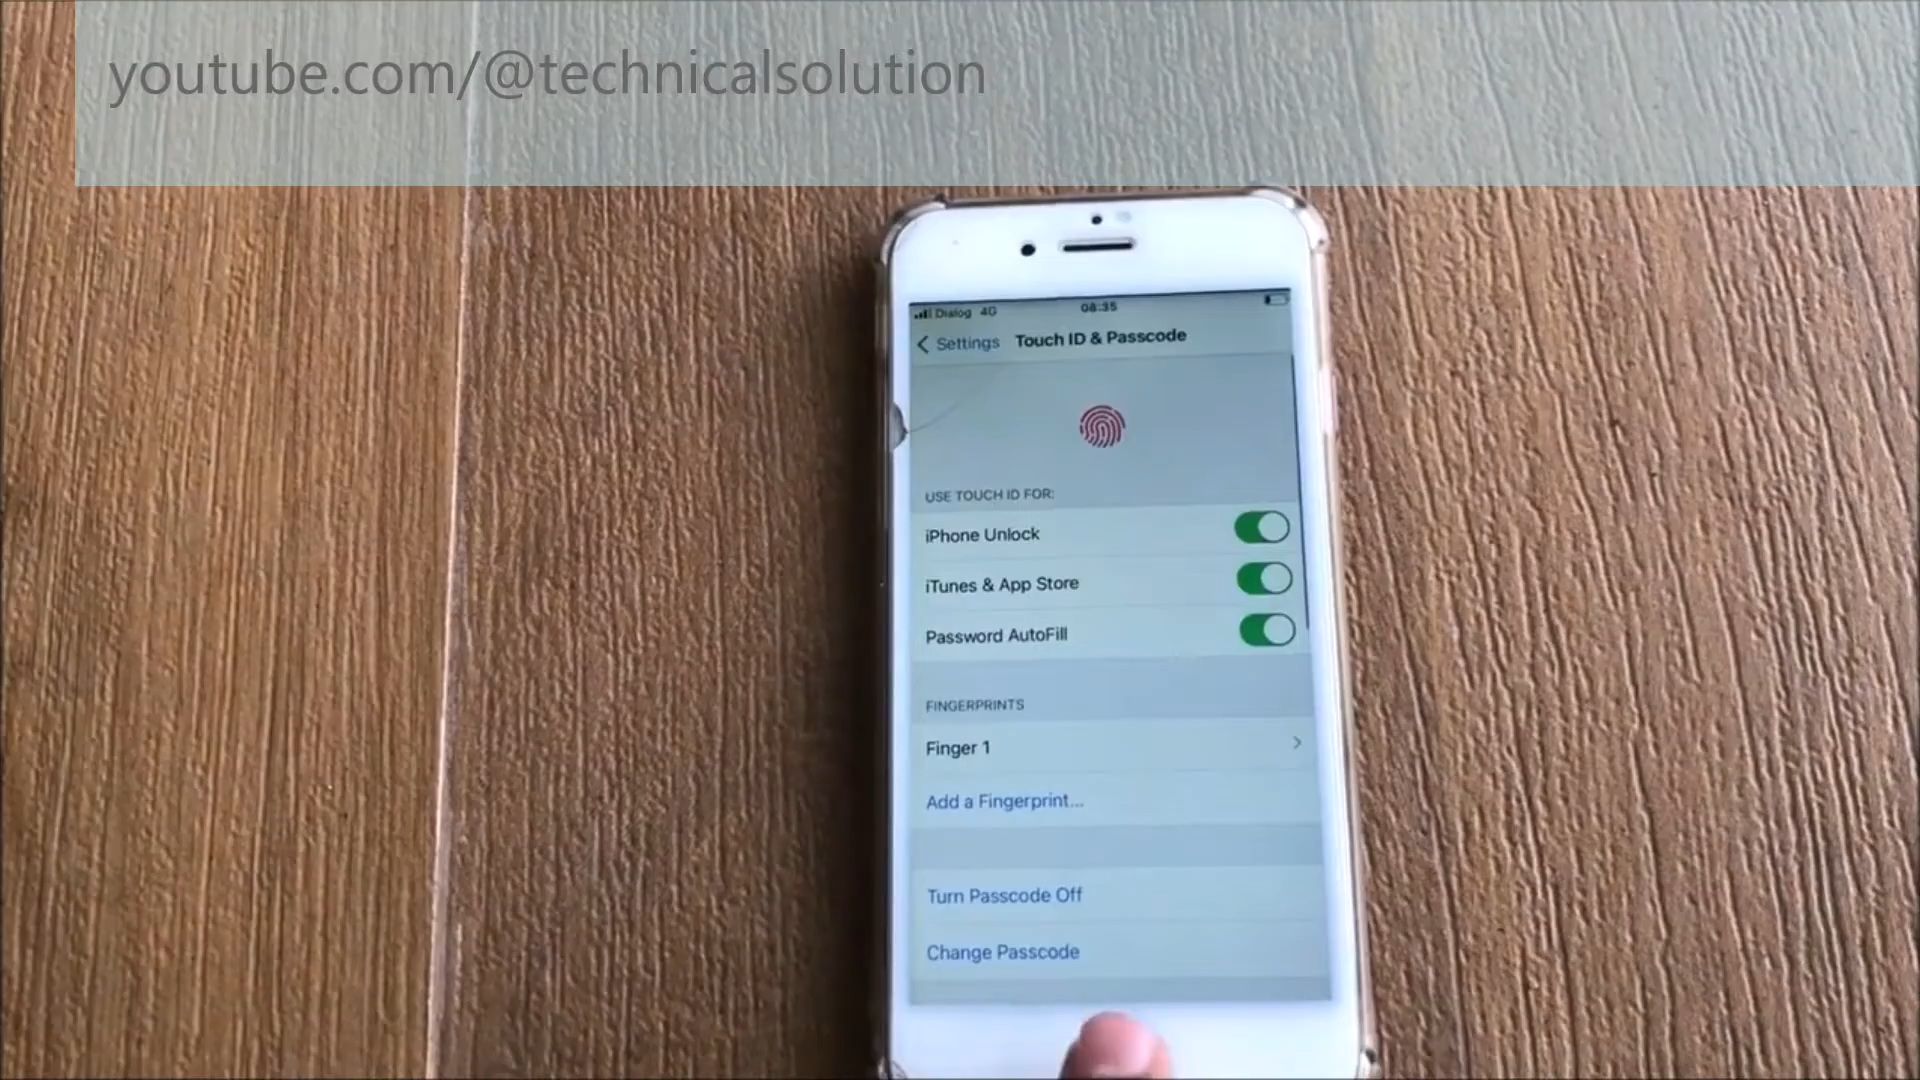 youtube.com/@technicalsolution
Dialog 4G 08:35
Settings Touch ID & Passcode
USE TOUCH ID FOR:
iPhone Unlock
iTunes & App Store
Password AutoFill
FINGERPRINTS
Finger 1
Add a Fingerprint...
Turn Passcode Off
Change Passcode